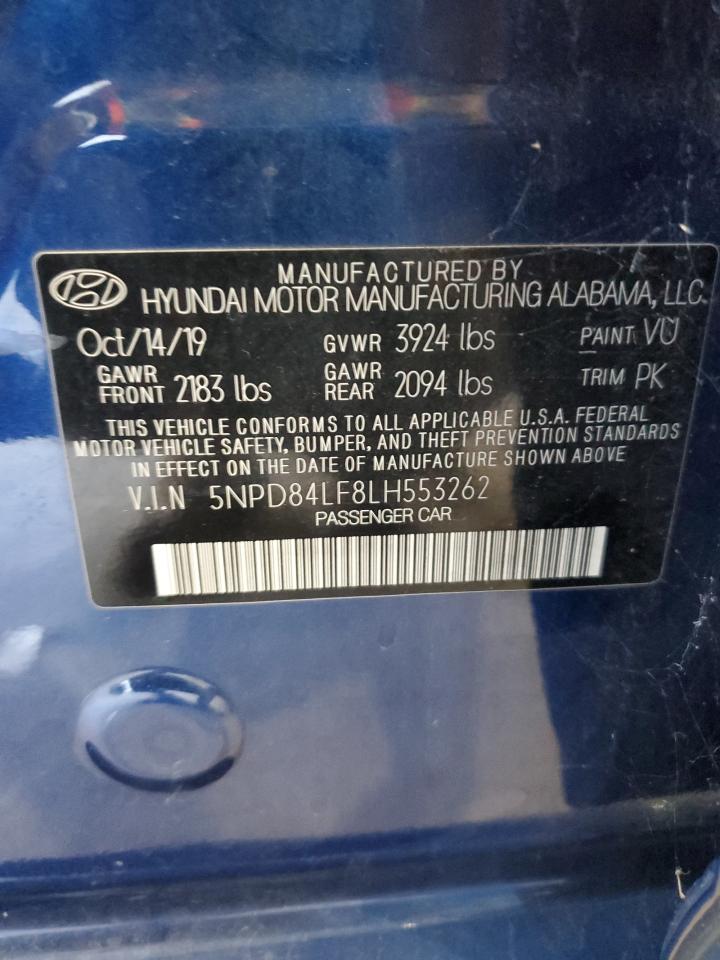 MANUFACTURED BY
HYUNDAI MOTOR MANUFACTURING ALABAMA, LLC.
Oct/14/19 GVWR 3924 lbs PAINT VU
GAWR FRONT 2183 lbs GAWR REAR 2094 lbs TRIM PK
THIS VEHICLE CONFORMS TO ALL APPLICABLE U.S.A. FEDERAL
MOTOR VEHICLE SAFETY, BUMPER, AND THEFT PREVENTION STANDARDS
IN EFFECT ON THE DATE OF MANUFACTURE SHOWN ABOVE
V.I.N 5NPD84LF8LH553262
PASSENGER CAR